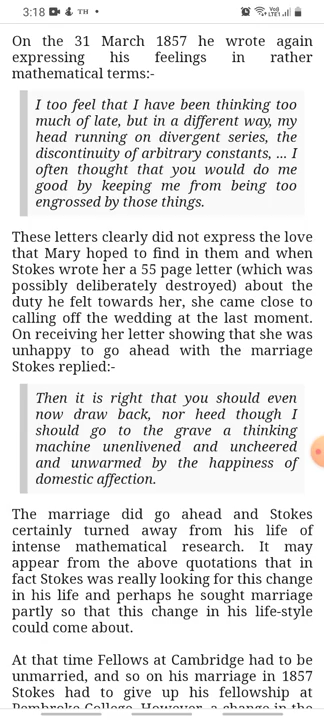 3:18 TH •
VoI) LTE1
On the 31 March 1857 he wrote again
expressing his feelings in rather
mathematical terms:-
I too feel that I have been thinking too
much of late, but in a different way, my
head running on divergent series, the
discontinuity of arbitrary constants, ... I
often thought that you would do me
good by keeping me from being too
engrossed by those things.
These letters clearly did not express the love
that Mary hoped to find in them and when
Stokes wrote her a 55 page letter (which was
possibly deliberately destroyed) about the
duty he felt towards her, she came close to
calling off the wedding at the last moment.
On receiving her letter showing that she was
unhappy to go ahead with the marriage
Stokes replied:-
Then it is right that you should even
now draw back, nor heed though I
should go to the grave a thinking
machine unenlivened and uncheered
and unwarmed by the happiness of
domestic affection.
The marriage did go ahead and Stokes
certainly turned away from his life of
intense mathematical research. It may
appear from the above quotations that in
fact Stokes was really looking for this change
in his life and perhaps he sought marriage
partly so that this change in his life-style
could come about.
At that time Fellows at Cambridge had to be
unmarried, and so on his marriage in 1857
Stokes had to give up his fellowship at
Pembroke College. However, a change in the